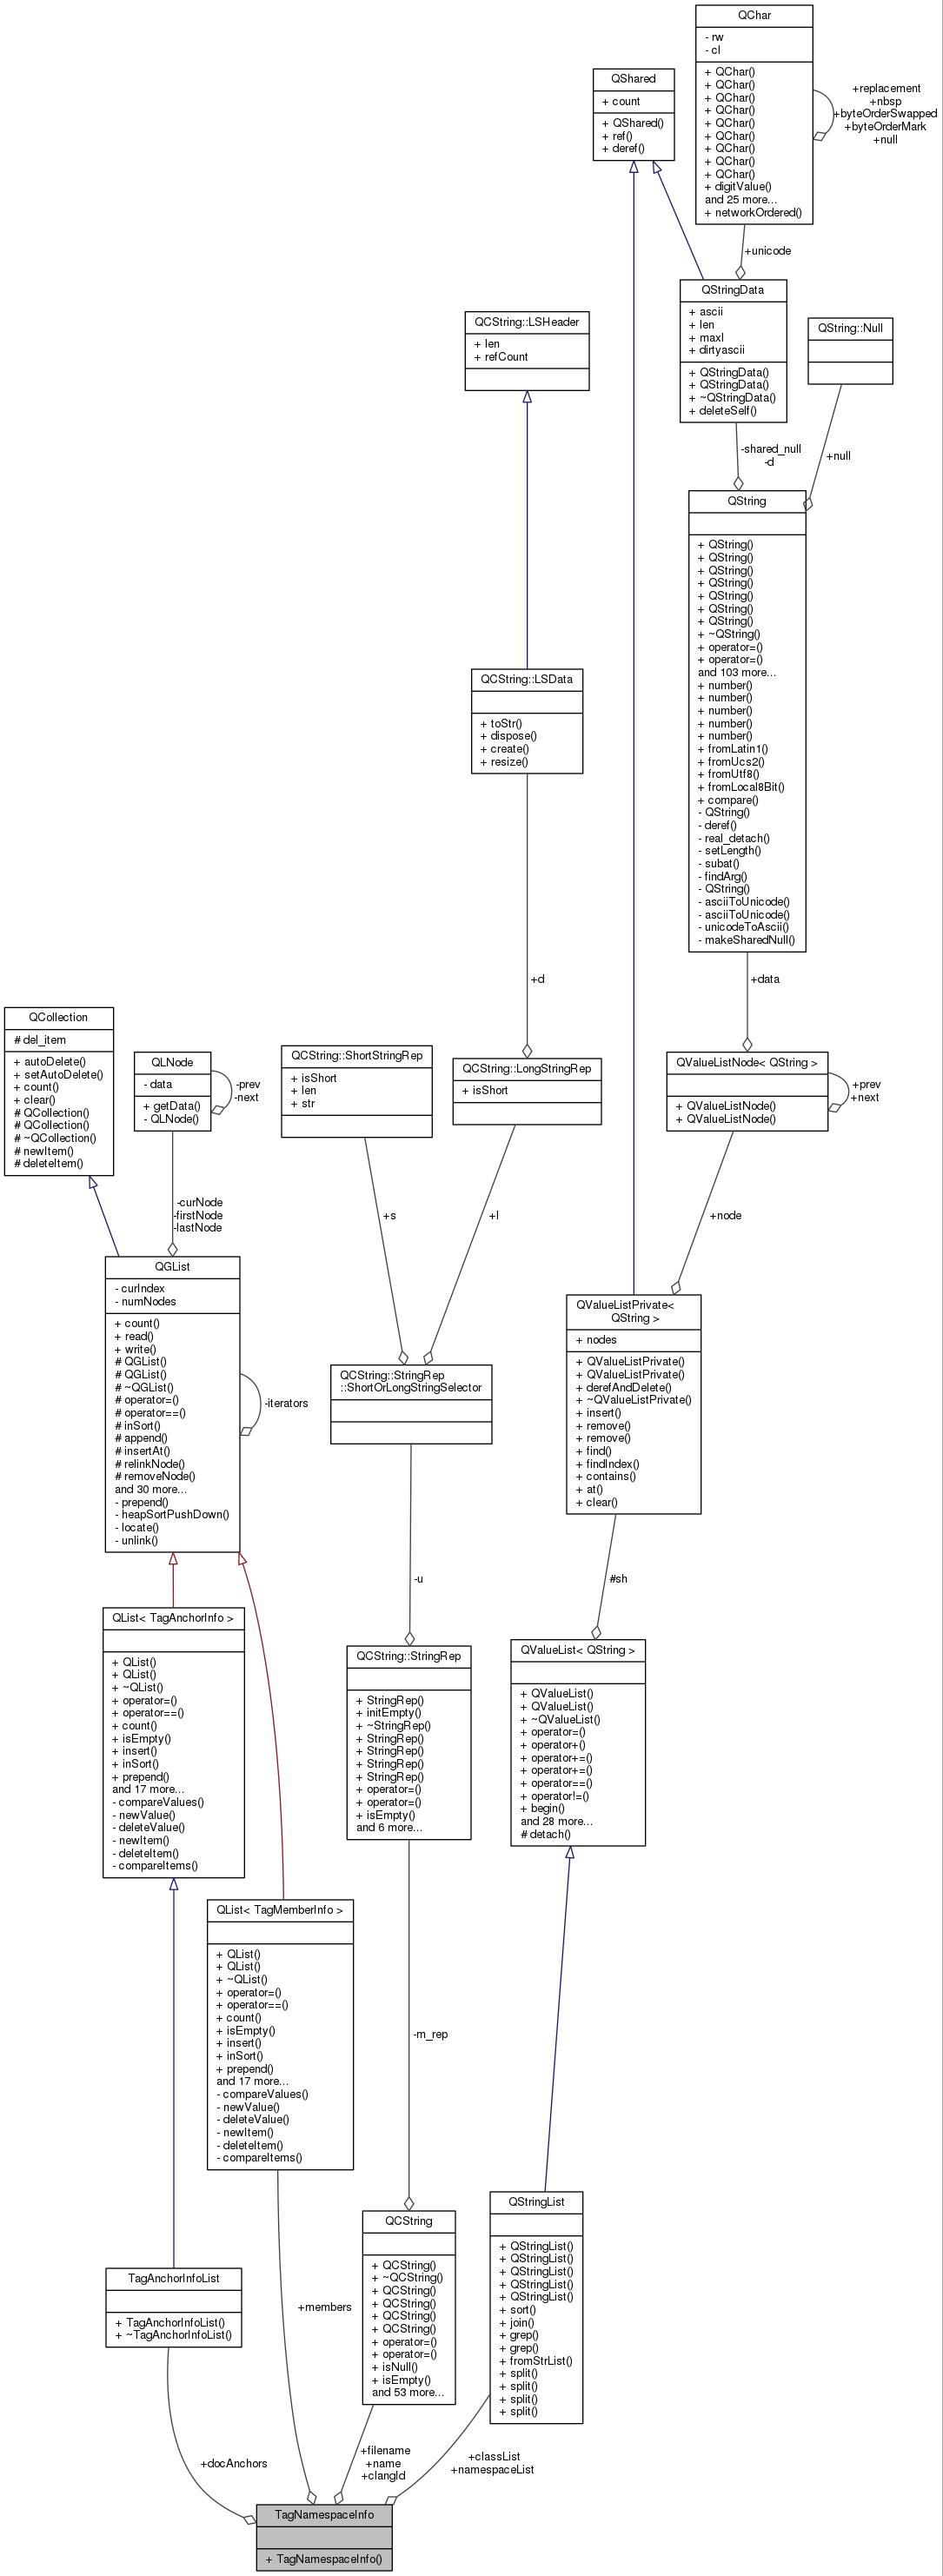 QChar
- rw
- cl
+ QChar()
+ QChar()
+ QChar()
+ QChar()
+ QChar()
+ QChar()
+ QChar()
+ QChar()
+ QChar()
+ digitValue()
and 25 more...
+ networkOrdered()
+replacement
+nbsp
+byteOrderSwapped
+byteOrderMark
+null
QShared
+ count
+ QShared()
+ ref()
+ deref()
+unicode
QStringData
+ ascii
+ len
+ maxl
+ dirtyascii
+ QStringData()
+ QStringData()
+ ~QStringData()
+ deleteSelf()
QString::Null
QCString::LSHeader
+ len
+ refCount
-shared_null
-d
+null
QString
+ QString()
+ QString()
+ QString()
+ QString()
+ QString()
+ QString()
+ QString()
+ ~QString()
+ operator=()
+ operator=()
and 103 more...
+ number()
+ number()
+ number()
+ number()
+ number()
+ fromLatin1()
+ fromUcs2()
+ fromUtf8()
+ fromLocal8Bit()
+ compare()
- QString()
- deref()
- real_detach()
- setLength()
- subat()
- findArg()
- QString()
- asciiToUnicode()
- asciiToUnicode()
- unicodeToAscii()
- makeSharedNull()
QCString::LSData
+ toStr()
+ dispose()
+ create()
+ resize()
+d
+data
QCollection
# del_item
+ autoDelete()
+ setAutoDelete()
+ count()
+ clear()
# QCollection()
# QCollection()
# ~QCollection()
# newItem()
# deleteItem()
QLNode
- data
+ getData()
- QLNode()
-prev
-next
QCString::ShortStringRep
+ isShort
+ len
+ str
QCString::LongStringRep
+ isShort
QValueListNode< QString >
+ QValueListNode()
+ QValueListNode()
+prev
+next
-curNode
-firstNode
-lastNode
+s
+l
+node
QGList
- curIndex
- numNodes
+ count()
+ read()
+ write()
# QGList()
# QGList()
# ~QGList()
# operator=()
# operator==()
# inSort()
# append()
# insertAt()
# relinkNode()
# removeNode()
and 30 more...
- prepend()
- heapSortPushDown()
- locate()
- unlink()
-iterators
QCString::StringRep
::ShortOrLongStringSelector
QValueListPrivate<
QString >
+ nodes
+ QValueListPrivate()
+ QValueListPrivate()
+ derefAndDelete()
+ ~QValueListPrivate()
+ insert()
+ remove()
+ remove()
+ find()
+ findIndex()
+ contains()
+ at()
+ clear()
-u
#sh
QList< TagAnchorInfo >
+ QList()
+ QList()
+ ~QList()
+ operator=()
+ operator==()
+ count()
+ isEmpty()
+ insert()
+ inSort()
+ prepend()
and 17 more...
- compareValues()
- newValue()
- deleteValue()
- newItem()
- deleteItem()
- compareItems()
QCString::StringRep
+ StringRep()
+ initEmpty()
+ ~StringRep()
+ StringRep()
+ StringRep()
+ StringRep()
+ StringRep()
+ operator=()
+ operator=()
+ isEmpty()
and 6 more...
QValueList< QString >
+ QValueList()
+ QValueList()
+ ~QValueList()
+ operator=()
+ operator+()
+ operator+=()
+ operator+=()
+ operator==()
+ operator!=()
+ begin()
and 28 more...
# detach()
QList< TagMemberInfo >
+ QList()
+ QList()
+ ~QList()
+ operator=()
+ operator==()
+ count()
+ isEmpty()
+ insert()
+ inSort()
+ prepend()
and 17 more...
- compareValues()
- newValue()
- deleteValue()
- newItem()
- deleteItem()
- compareItems()
-m_rep
TagAnchorInfoList
+ TagAnchorInfoList()
+ ~TagAnchorInfoList()
+members
QCString
+ QCString()
+ ~QCString()
+ QCString()
+ QCString()
+ QCString()
+ QCString()
+ operator=()
+ operator=()
+ isNull()
+ isEmpty()
and 53 more...
QStringList
+ QStringList()
+ QStringList()
+ QStringList()
+ QStringList()
+ QStringList()
+ sort()
+ join()
+ grep()
+ grep()
+ fromStrList()
+ split()
+ split()
+ split()
+ split()
+docAnchors
+filename
+name
+clangId
+classList
+namespaceList
TagNamespaceInfo
+ TagNamespaceInfo()